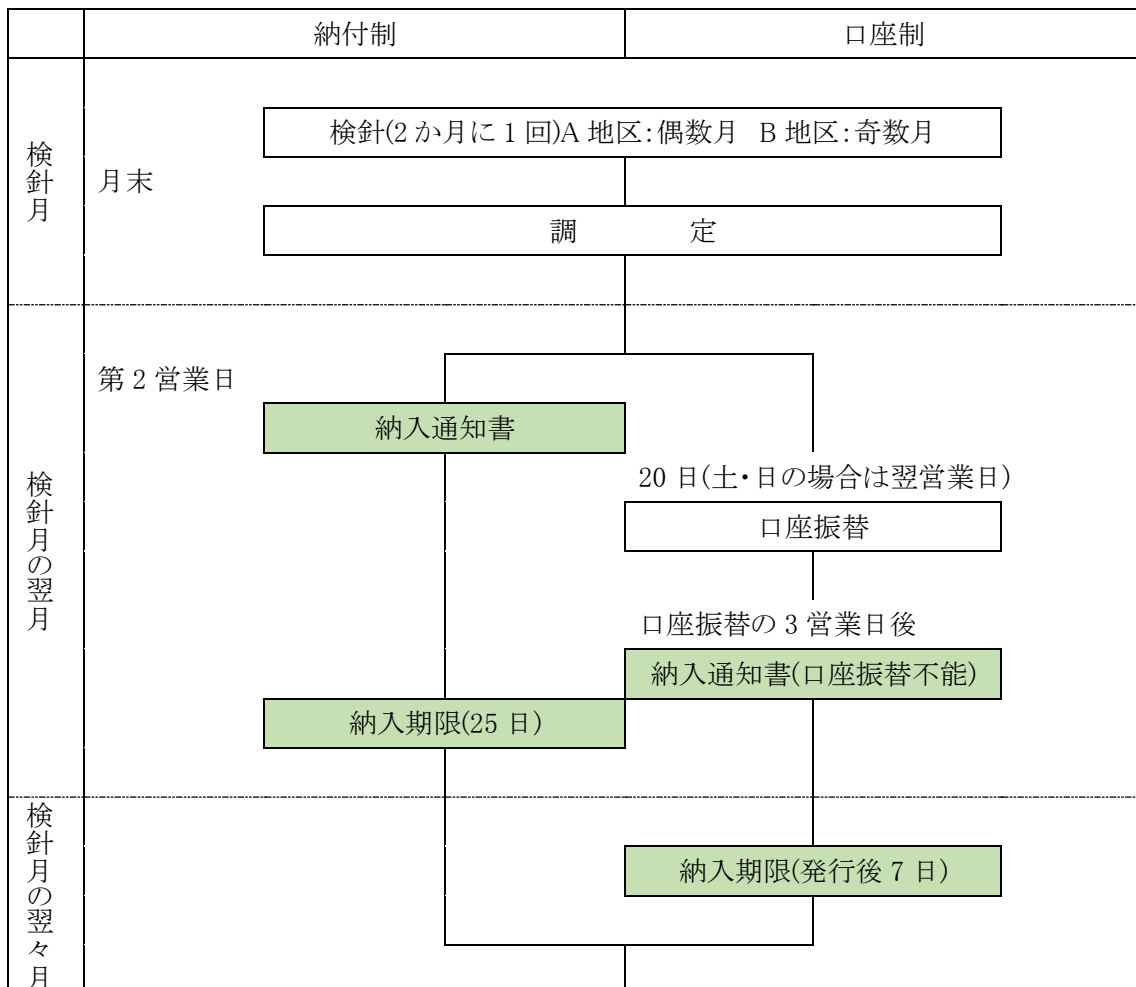 納付制
口座制
検針月
月末
検針(2か月に1回)A地区:偶数月 B地区:奇数月
調 定
検針月の翌月
第2営業日
納入通知書
20日(土・日の場合は翌営業日)
口座振替
口座振替の3営業日後
納入通知書(口座振替不能)
納入期限(25日)
検針月の翌々月
納入期限(発行後7日)